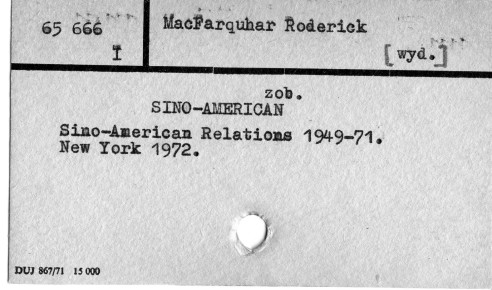 65 666
I
MacFarquhar Roderick
[wyd.]
zob.
SINO-AMERICAN
Sino-American Relations 1949-71.
New York 1972.
DUJ 867/71 15 000